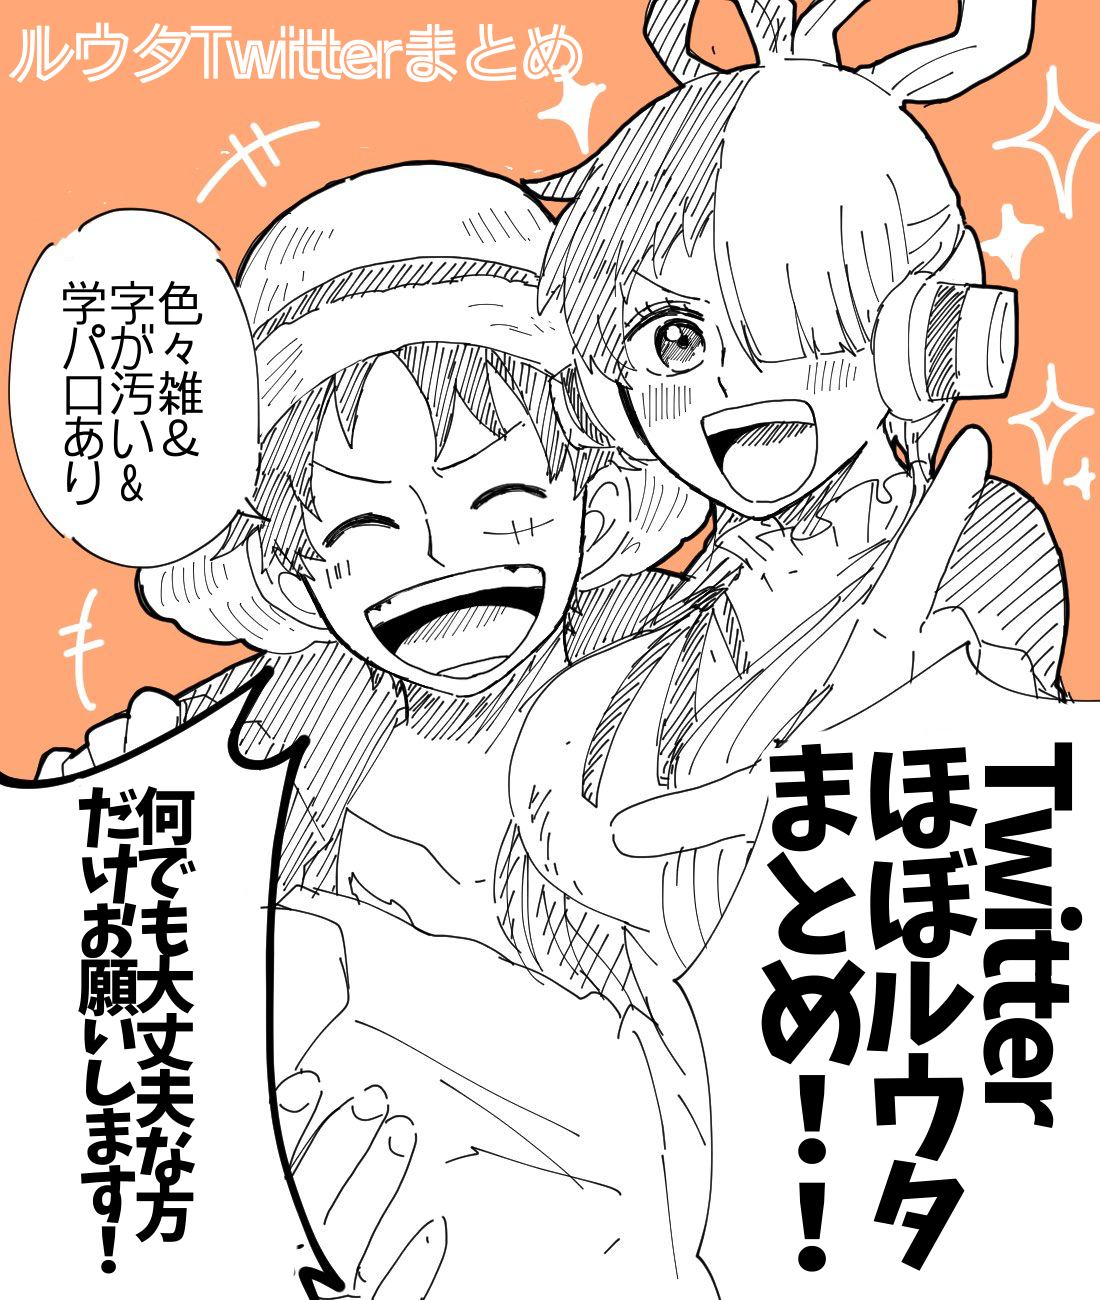 ルウタTwitterまとめ
色々雑&
字が汚い&
学パロあり
Twitter
ほぼルウタ
まとめ！！
何でも大丈夫な方
だけお願いします！